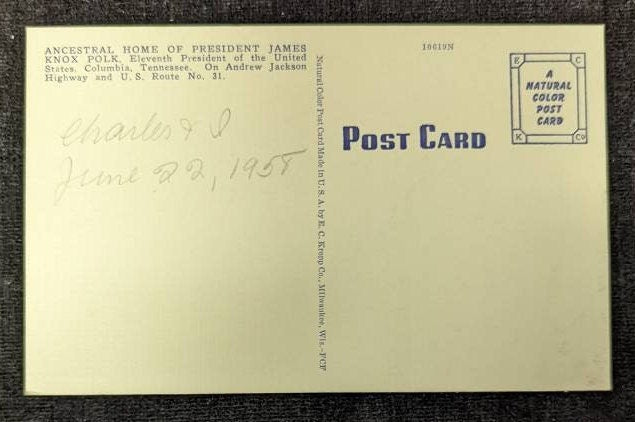 ANCESTRAL HOME OF PRESIDENT JAMES
KNOX POLK, Eleventh President of the United
States, Columbia, Tennessee. On Andrew Jackson
Highway and U. S. Route No. 31.
Charles & I
June 22, 1958
Natural Color Post Card Made in U. S. A. by E. C. Kropp Co., Milwaukee, Wis.-PCF
19619N
POST CARD
E C
A
NATURAL
COLOR
POST
CARD
K Co